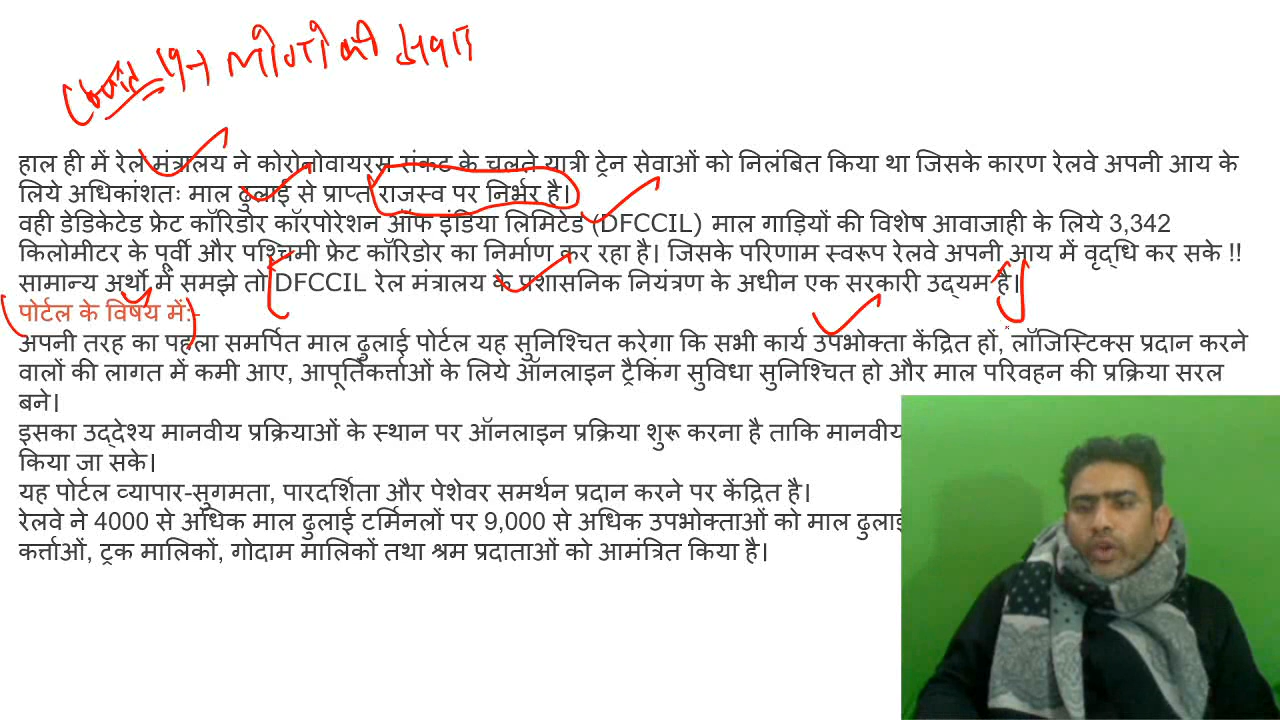 Covid-19 लोगों की
हाल ही में रेल मंत्रालय ने कोरोनोवायरस संकट के चलते यात्री ट्रेन सेवाओं को निलंबित किया था जिसके कारण रेलवे अपनी आय के
लिये अधिकांशतः माल ढुलाई से प्राप्त राजस्व पर निर्भर है।
वही डेडिकेटेड फ्रेट कॉरिडोर कॉरपोरेशन ऑफ इंडिया लिमिटेड (DFCCIL) माल गाड़ियों की विशेष आवाजाही के लिये 3,342
किलोमीटर के पूर्वी और पश्चिमी फ्रेट कॉरिडोर का निर्माण कर रहा है। जिसके परिणाम स्वरूप रेलवे अपनी आय में वृद्धि कर सके !!
सामान्य अर्थो में समझे तो DFCCIL रेल मंत्रालय के प्रशासनिक नियंत्रण के अधीन एक सरकारी उद्यम है।
पोर्टल के विषय में:-
अपनी तरह का पहला समर्पित माल ढुलाई पोर्टल यह सुनिश्चित करेगा कि सभी कार्य उपभोक्ता केंद्रित हों, लॉजिस्टिक्स प्रदान करने
वालों की लागत में कमी आए, आपूर्तिकर्त्ताओं के लिये ऑनलाइन ट्रैकिंग सुविधा सुनिश्चित हो और माल परिवहन की प्रक्रिया सरल
बने।
इसका उद्देश्य मानवीय प्रक्रियाओं के स्थान पर ऑनलाइन प्रक्रिया शुरू करना है ताकि मानवीय
किया जा सके।
यह पोर्टल व्यापार-सुगमता, पारदर्शिता और पेशेवर समर्थन प्रदान करने पर केंद्रित है।
रेलवे ने 4000 से अधिक माल ढुलाई टर्मिनलों पर 9,000 से अधिक उपभोक्ताओं को माल ढुलाई
कर्त्ताओं, ट्रक मालिकों, गोदाम मालिकों तथा श्रम प्रदाताओं को आमंत्रित किया है।